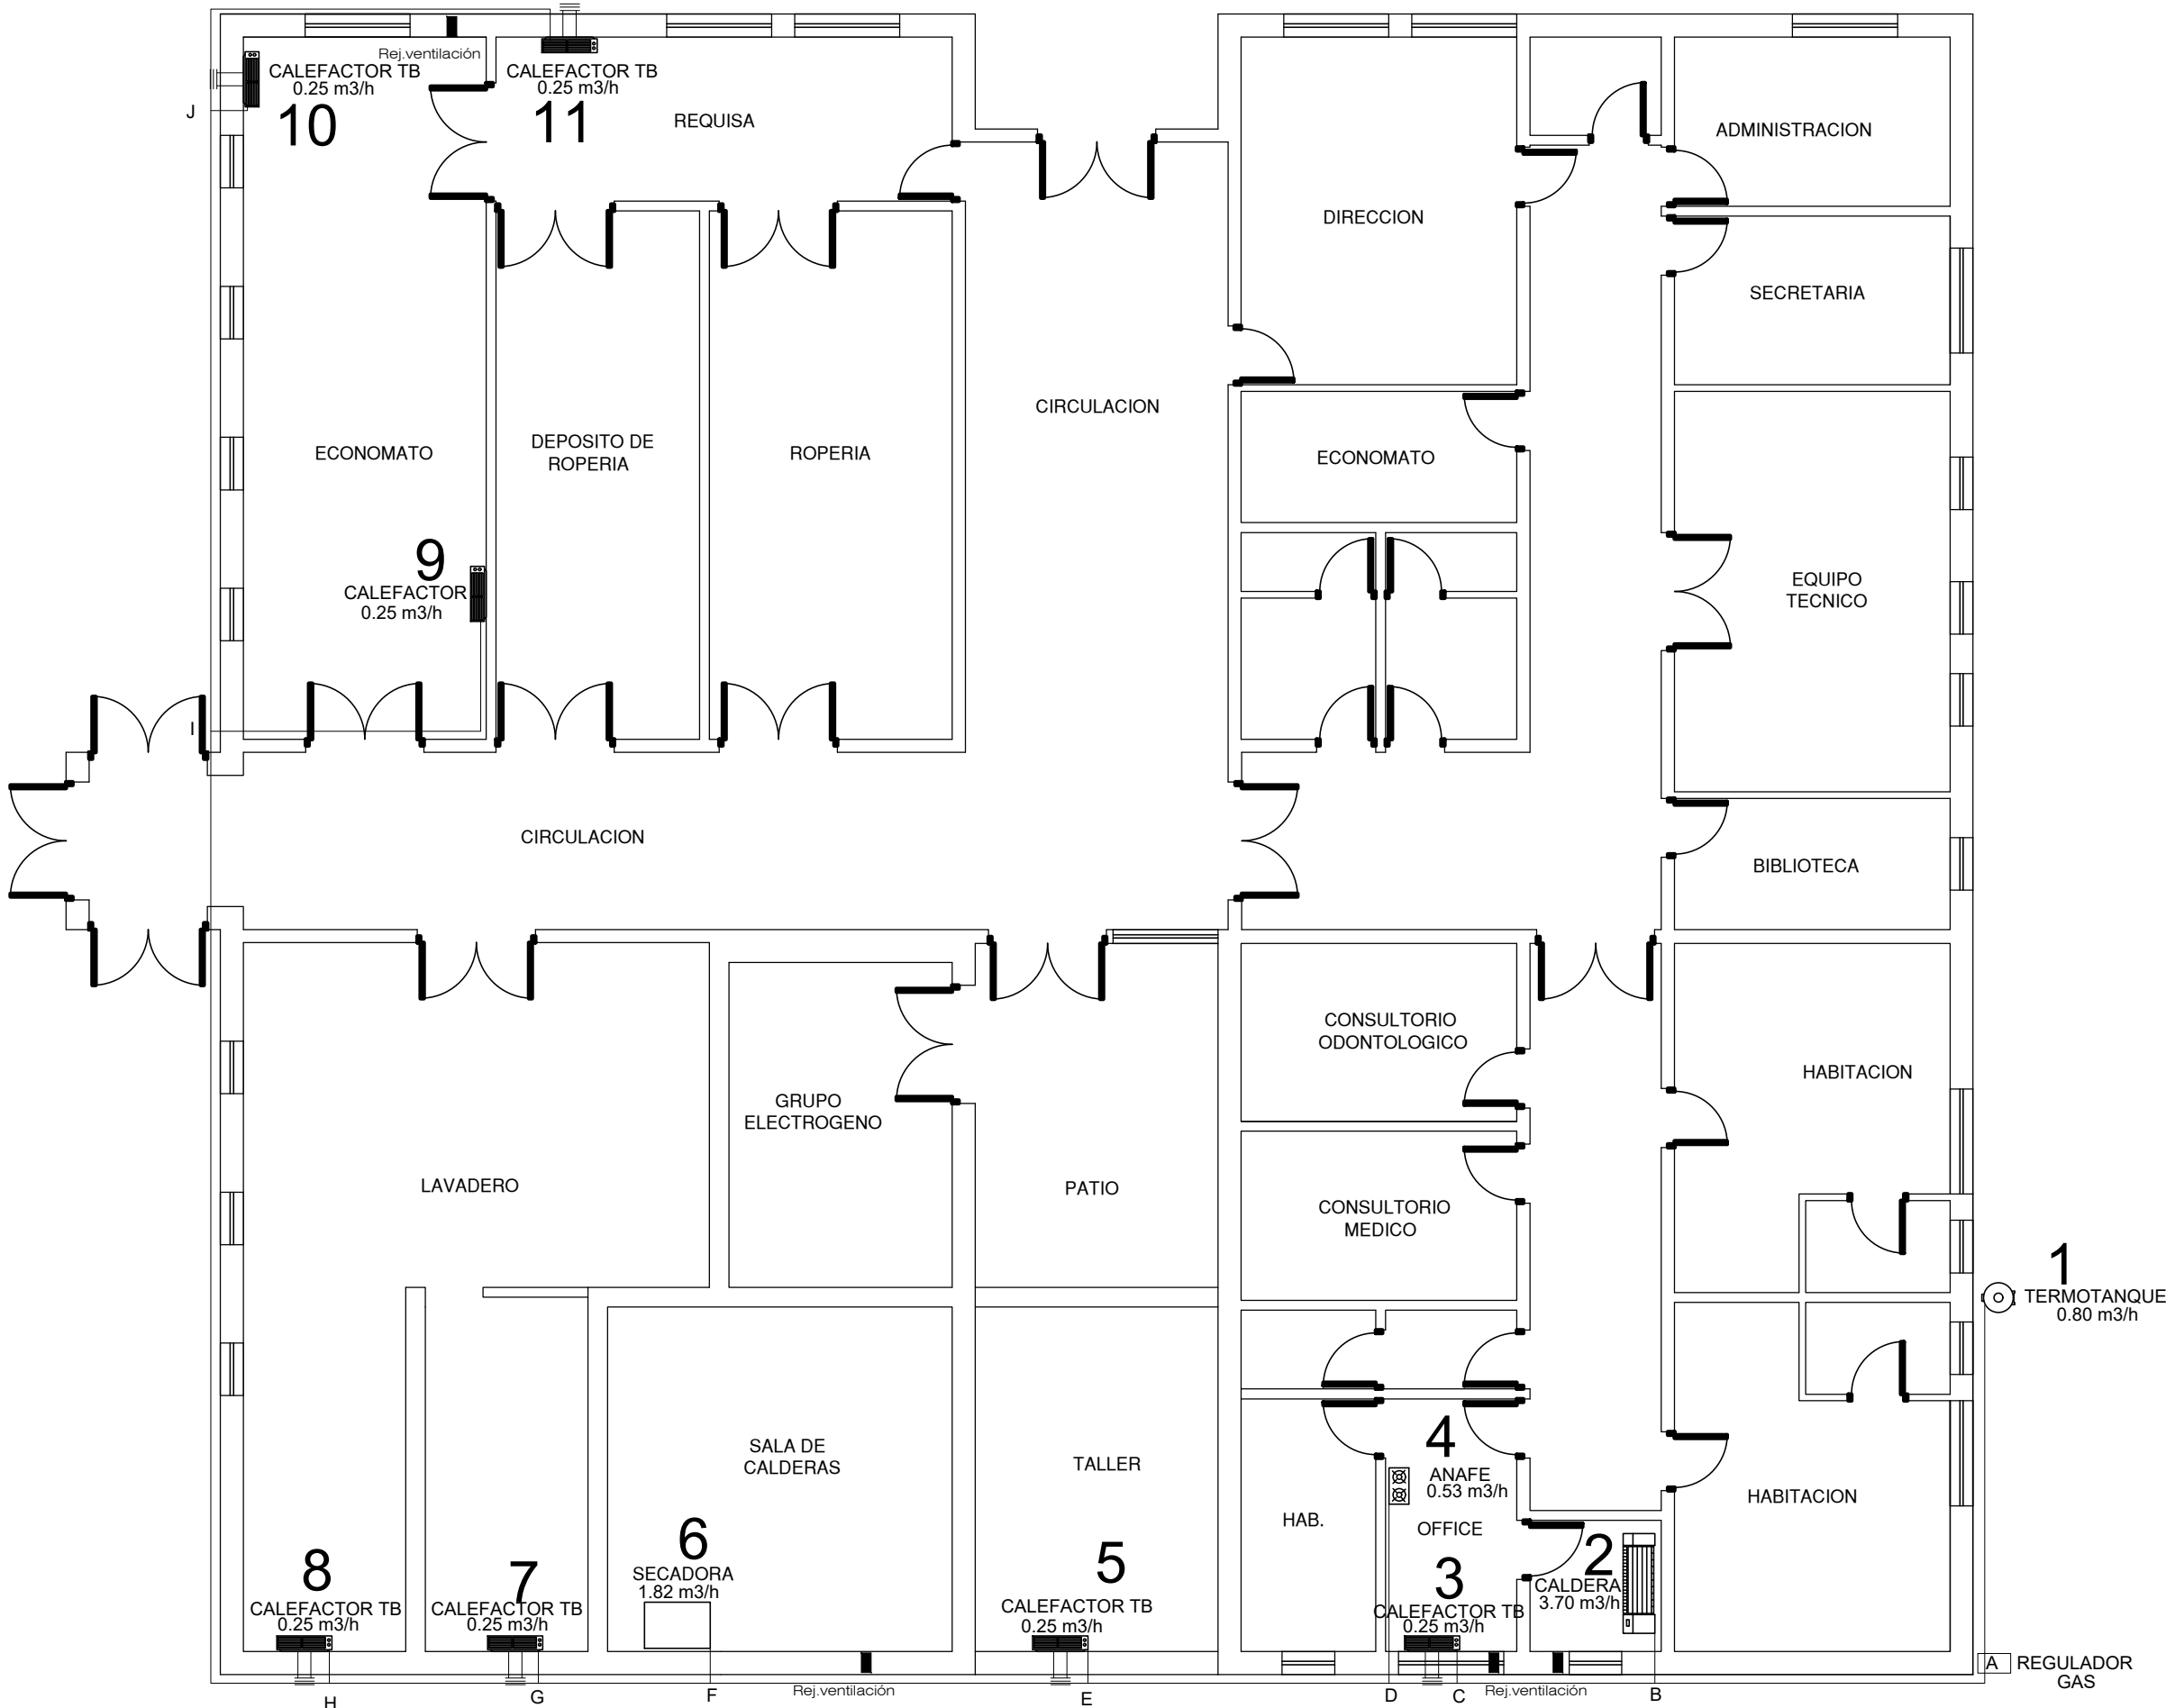 Rej.ventilación
CALEFACTOR TB
0.25 m3/h
10
J
CALEFACTOR TB
0.25 m3/h
11
REQUISA
ADMINISTRACION
DIRECCION
SECRETARIA
CIRCULACION
ECONOMATO
DEPOSITO DE
ROPERIA
ROPERIA
ECONOMATO
9
CALEFACTOR
0.25 m3/h
EQUIPO
TECNICO
I
CIRCULACION
BIBLIOTECA
CONSULTORIO
ODONTOLOGICO
HABITACION
GRUPO
ELECTROGENO
LAVADERO
PATIO
CONSULTORIO
MEDICO
1
TERMOTANQUE
0.80 m3/h
SALA DE
CALDERAS
TALLER
4
ANAFE
0.53 m3/h
HABITACION
HAB.
OFFICE
8
CALEFACTOR TB
0.25 m3/h
7
CALEFACTOR TB
0.25 m3/h
6
SECADORA
1.82 m3/h
5
CALEFACTOR TB
0.25 m3/h
3
CALEFACTOR TB
0.25 m3/h
2
CALDERA
3.70 m3/h
A REGULADOR
GAS
H
G
F
Rej.ventilación
E
D
C
Rej.ventilación
B